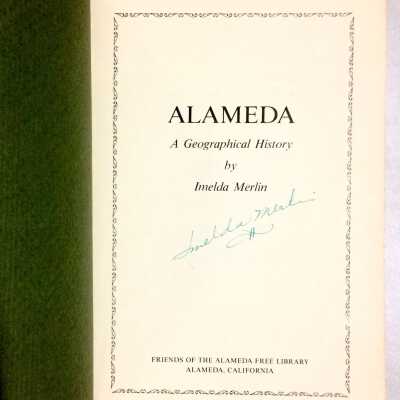 ALAMEDA
A Geographical History
by
Imelda Merlin
Imelda Merlin
FRIENDS OF THE ALAMEDA FREE LIBRARY
ALAMEDA, CALIFORNIA